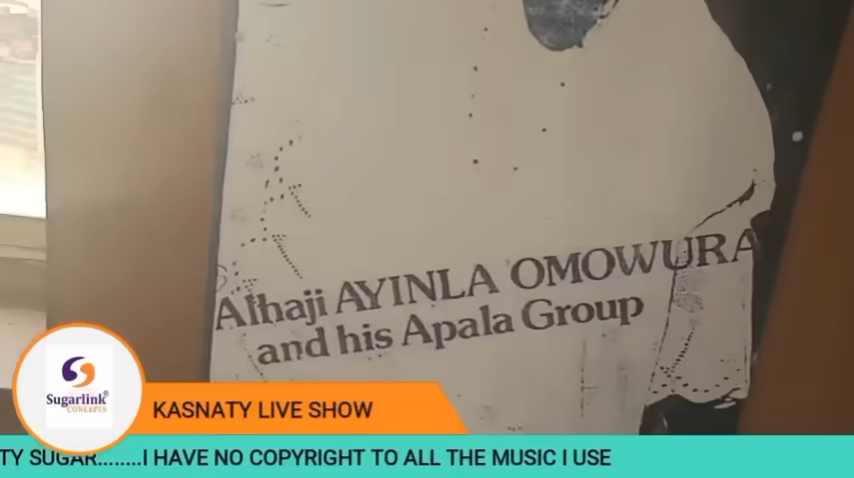 Alhaji AYINLA OMOWURA
and his Apala Group
Sugarlink®
CONCEPTS
KASNATY LIVE SHOW
TY SUGAR........I HAVE NO COPYRIGHT TO ALL THE MUSIC I USE